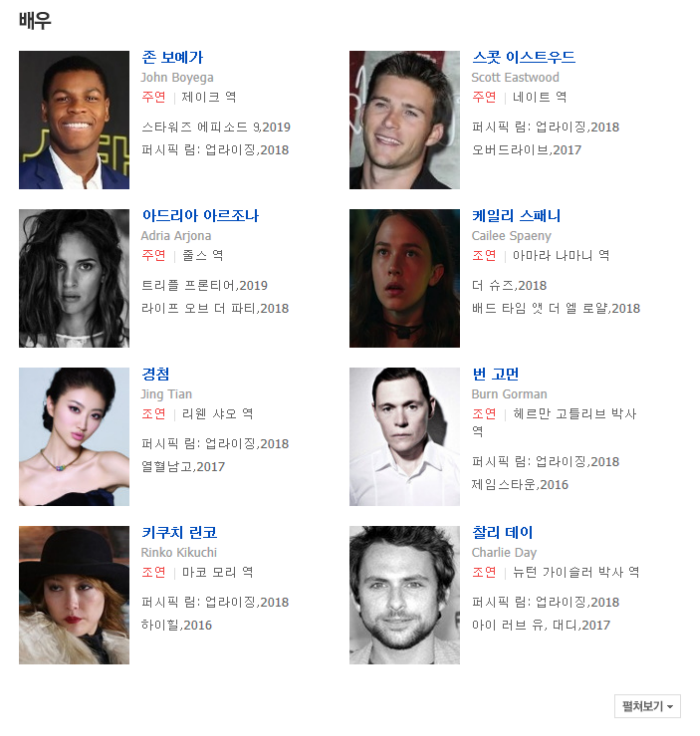 배우
존 보예가
John Boyega
주연 | 제이크 역
스타워즈 에피소드 9,2019
퍼시픽 림: 업라이징,2018
스콧 이스트우드
Scott Eastwood
주연 | 네이트 역
퍼시픽 림: 업라이징,2018
오버드라이브,2017
아드리아 아르조나
Adria Arjona
주연 | 줄스 역
트리플 프론티어,2019
라이프 오브 더 파티,2018
케일리 스패니
Cailee Spaeny
조연 | 아마라 나마니 역
더 슈즈,2018
배드 타임 앳 더 엘 로얄,2018
경첨
Jing Tian
조연 | 리웬 샤오 역
퍼시픽 림: 업라이징,2018
열혈남고,2017
번 고먼
Burn Gorman
조연 | 헤르만 고틀리브 박사
역
퍼시픽 림: 업라이징,2018
제임스타운,2016
키쿠치 린코
Rinko Kikuchi
조연 | 마코 모리 역
퍼시픽 림: 업라이징,2018
하이힐,2016
찰리 데이
Charlie Day
조연 | 뉴턴 가이슬러 박사 역
퍼시픽 림: 업라이징,2018
아이 러브 유, 대디,2017
펼쳐보기